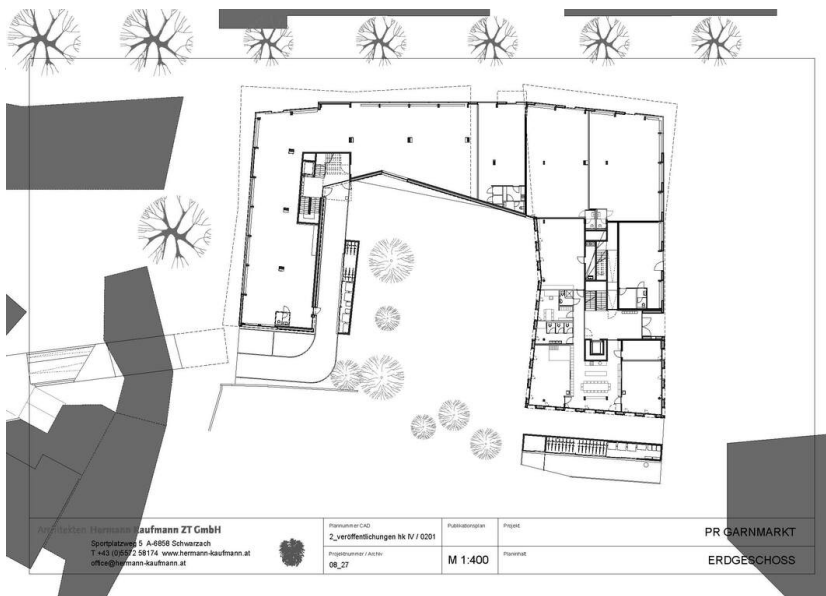 Architekten Hermann Kaufmann ZT GmbH
Sportplatzweg 5 A-6858 Schwarzach
T +43 (0)5572 58174 www.hermann-kaufmann.at
office@hermann-kaufmann.at
Plannummer CAD
2_veröffentlichungen hk IV / 0201
Projektnummer / Archiv
08_27
Publikationsplan
M 1:400
Projekt
PR GARNMARKT
Planinhalt
ERDGESCHOSS